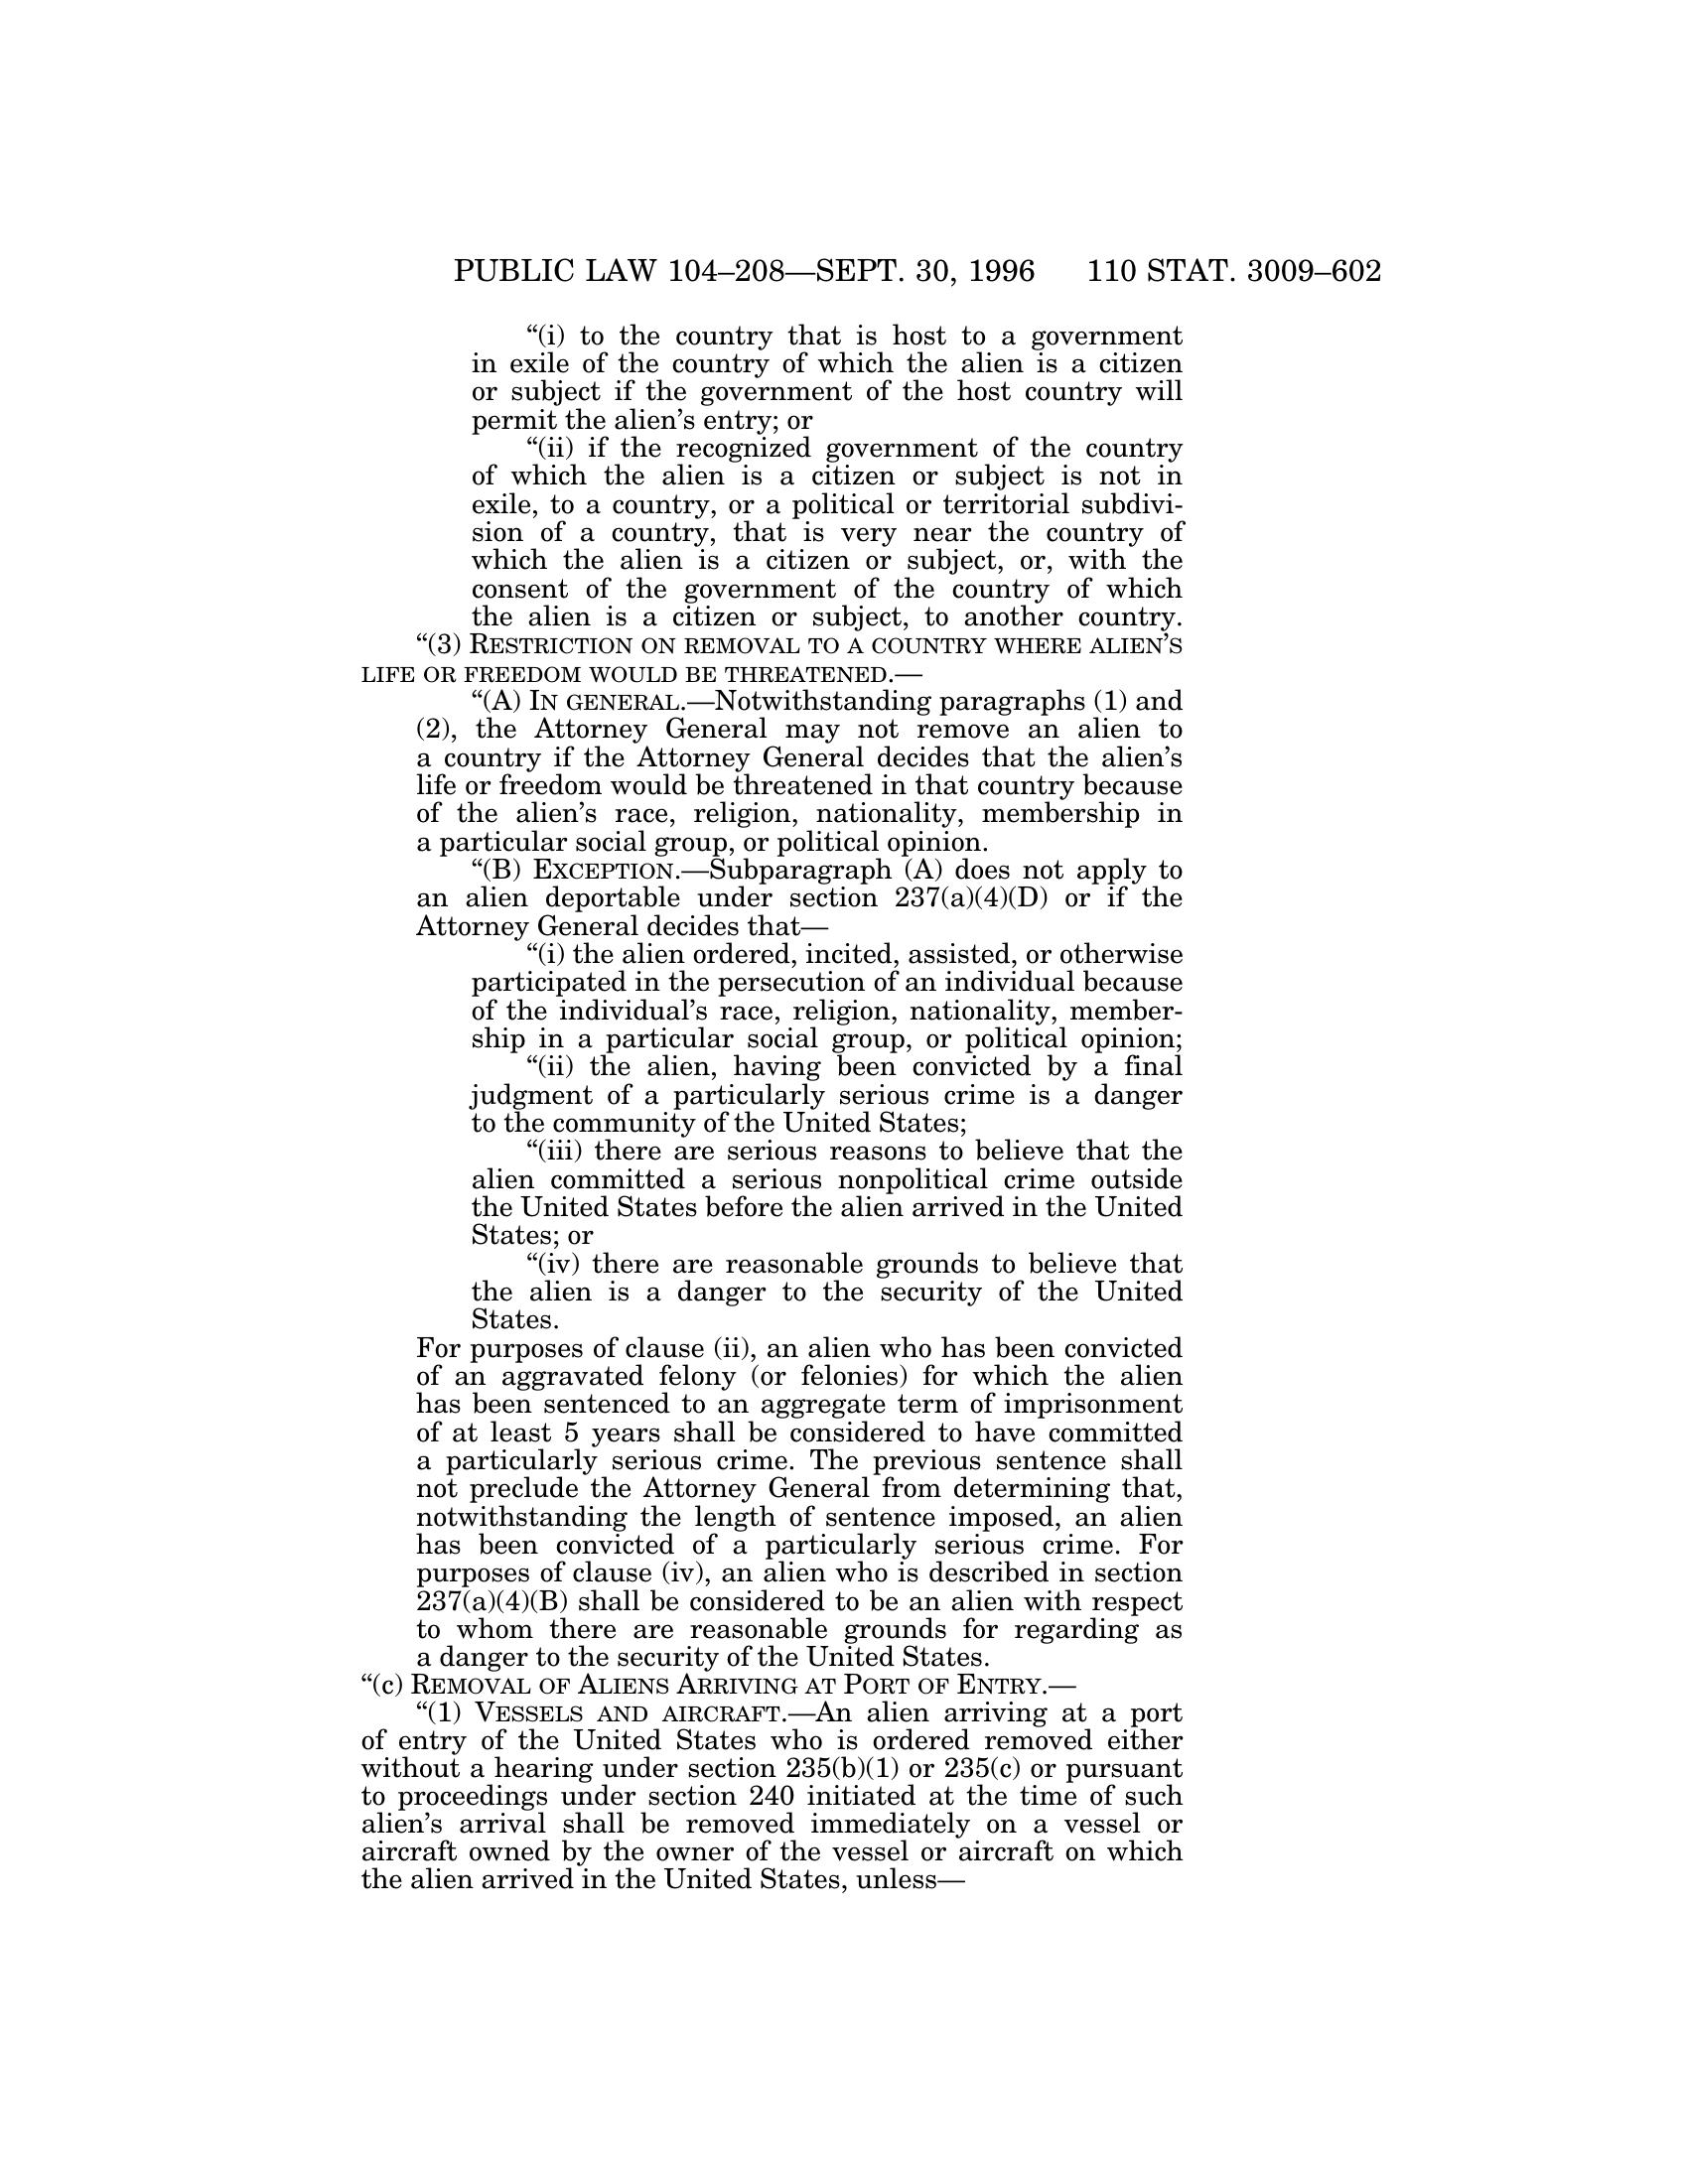 PUBLIC LAW 104–208—SEPT. 30, 1996 110 STAT. 3009–602
“(i) to the country that is host to a government
in exile of the country of which the alien is a citizen
or subject if the government of the host country will
permit the alien’s entry; or
“(ii) if the recognized government of the country
of which the alien is a citizen or subject is not in
exile, to a country, or a political or territorial subdivi-
sion of a country, that is very near the country of
which the alien is a citizen or subject, or, with the
consent of the government of the country of which
the alien is a citizen or subject, to another country.
“(3) RESTRICTION ON REMOVAL TO A COUNTRY WHERE ALIEN’S
LIFE OR FREEDOM WOULD BE THREATENED.—
“(A) IN GENERAL.—Notwithstanding paragraphs (1) and
(2), the Attorney General may not remove an alien to
a country if the Attorney General decides that the alien’s
life or freedom would be threatened in that country because
of the alien’s race, religion, nationality, membership in
a particular social group, or political opinion.
“(B) EXCEPTION.—Subparagraph (A) does not apply to
an alien deportable under section 237(a)(4)(D) or if the
Attorney General decides that—
“(i) the alien ordered, incited, assisted, or otherwise
participated in the persecution of an individual because
of the individual’s race, religion, nationality, member-
ship in a particular social group, or political opinion;
“(ii) the alien, having been convicted by a final
judgment of a particularly serious crime is a danger
to the community of the United States;
“(iii) there are serious reasons to believe that the
alien committed a serious nonpolitical crime outside
the United States before the alien arrived in the United
States; or
“(iv) there are reasonable grounds to believe that
the alien is a danger to the security of the United
States.
For purposes of clause (ii), an alien who has been convicted
of an aggravated felony (or felonies) for which the alien
has been sentenced to an aggregate term of imprisonment
of at least 5 years shall be considered to have committed
a particularly serious crime. The previous sentence shall
not preclude the Attorney General from determining that,
notwithstanding the length of sentence imposed, an alien
has been convicted of a particularly serious crime. For
purposes of clause (iv), an alien who is described in section
237(a)(4)(B) shall be considered to be an alien with respect
to whom there are reasonable grounds for regarding as
a danger to the security of the United States.
“(c) REMOVAL OF ALIENS ARRIVING AT PORT OF ENTRY.—
“(1) VESSELS AND AIRCRAFT.—An alien arriving at a port
of entry of the United States who is ordered removed either
without a hearing under section 235(b)(1) or 235(c) or pursuant
to proceedings under section 240 initiated at the time of such
alien’s arrival shall be removed immediately on a vessel or
aircraft owned by the owner of the vessel or aircraft on which
the alien arrived in the United States, unless—